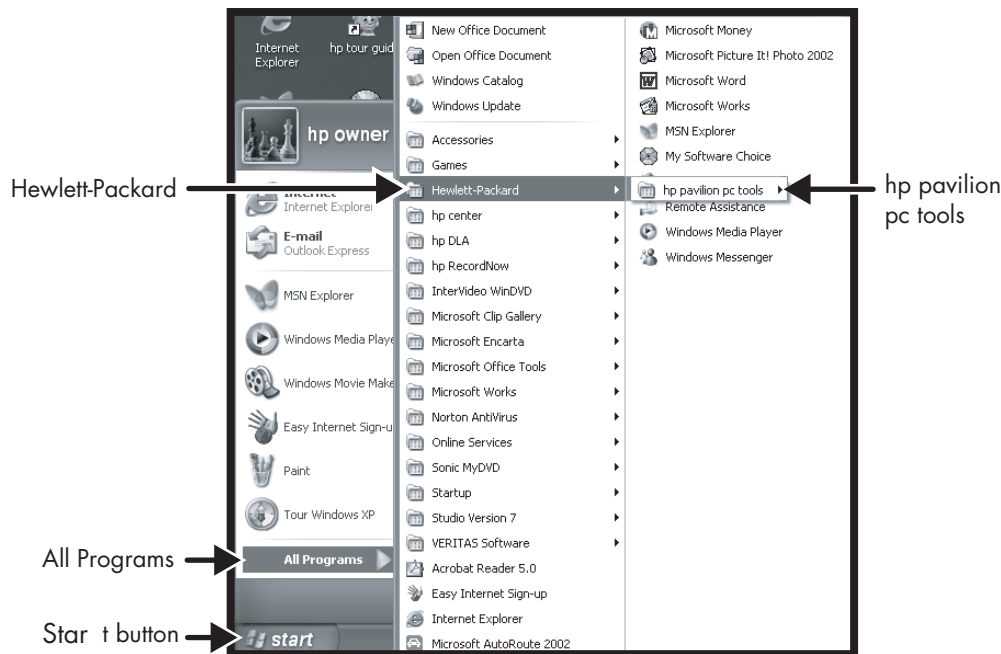 Internet
Explorer
hp tour guid
hp owner
Internet
Internet Explorer
E-mail
Outlook Express
MSN Explorer
Windows Media Playe
Windows Movie Make
Easy Internet Sign-u
Paint
Tour Windows XP
All Programs
start
New Office Document
Open Office Document
Windows Catalog
Windows Update
Accessories
Games
Hewlett-Packard
hp center
hp DLA
hp RecordNow
InterVideo WinDVD
Microsoft Clip Gallery
Microsoft Encarta
Microsoft Office Tools
Microsoft Works
Norton AntiVirus
Online Services
Sonic MyDVD
Startup
Studio Version 7
VERITAS Software
Acrobat Reader 5.0
Easy Internet Sign-up
Internet Explorer
Microsoft AutoRoute 2002
Microsoft Money
Microsoft Picture It! Photo 2002
Microsoft Word
Microsoft Works
MSN Explorer
My Software Choice
hp pavilion pc tools
Remote Assistance
Windows Media Player
Windows Messenger
Hewlett-Packard
All Programs
Star t button
hp pavilion
pc tools